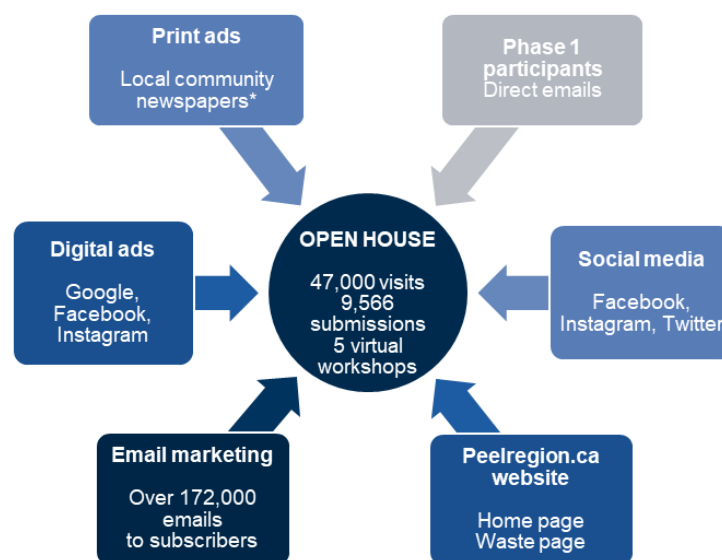 Print ads
Local community
newspapers*
Phase 1
participants
Direct emails
Digital ads
Google,
Facebook,
Instagram
OPEN HOUSE
47,000 visits
9,566
submissions
5 virtual
workshops
Social media
Facebook,
Instagram, Twitter
Email marketing
Over 172,000
emails
to subscribers
Peelregion.ca
website
Home page
Waste page